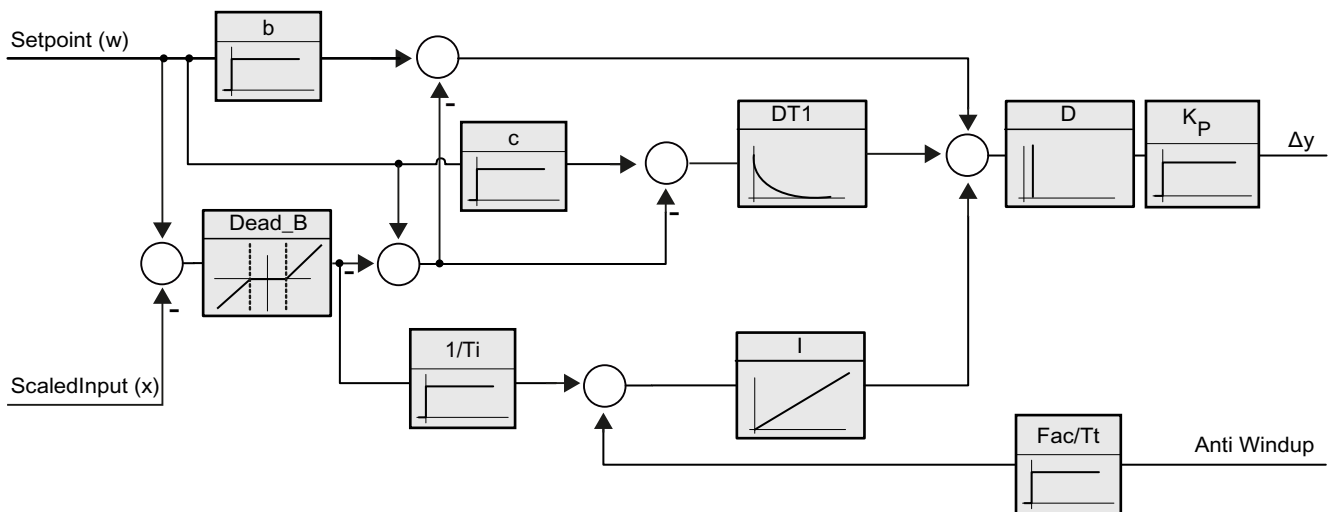 Setpoint (w)
b
-
DT1
D
K_P
Δy
c
-
Dead_B
-
-
1/Ti
I
ScaledInput (x)
Fac/Tt
Anti Windup